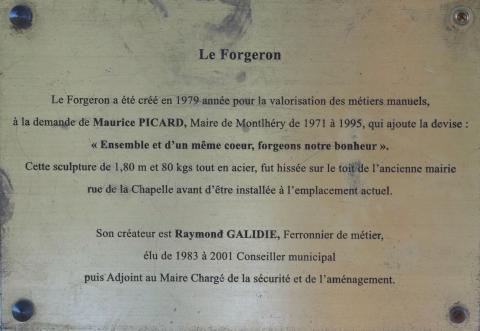 Le Forgeron
Le Forgeron a été créé en 1979 année pour la valorisation des métiers manuels,
à la demande de Maurice PICARD, Maire de Montlhéry de 1971 à 1995, qui ajoute la devise :
« Ensemble et d'un même coeur, forgeons notre bonheur ».
Cette sculpture de 1,80 m et 80 kgs tout en acier, fut hissée sur le toit de l'ancienne mairie
rue de la Chapelle avant d'être installée à l'emplacement actuel.
Son créateur est Raymond GALIDIE, Ferronnier de métier,
élu de 1983 à 2001 Conseiller municipal
puis Adjoint au Maire Chargé de la sécurité et de l'aménagement.